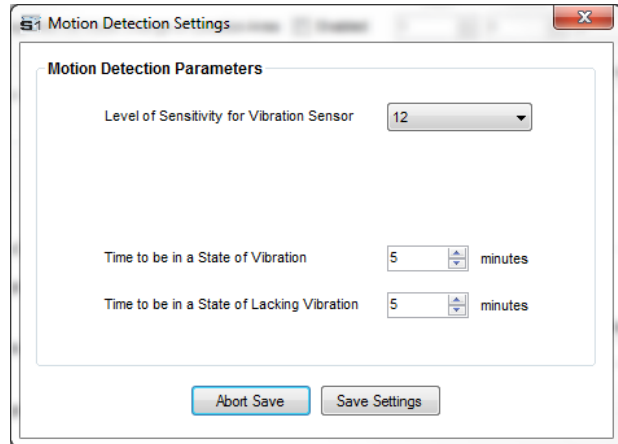 S1 Motion Detection Settings
Motion Detection Parameters
Level of Sensitivity for Vibration Sensor 12
Time to be in a State of Vibration 5 minutes
Time to be in a State of Lacking Vibration 5 minutes
Abort Save Save Settings